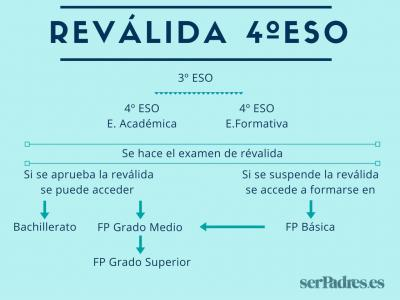 REVÁLIDA 4ºESO
3º ESO
4º ESO
E. Académica
4º ESO
E.Formativa
Se hace el examen de révalida
Si se aprueba la reválida
se puede acceder
Si se suspende la reválida
se accede a formarse en
Bachillerato
FP Grado Medio
FP Básica
FP Grado Superior
serPadres.es